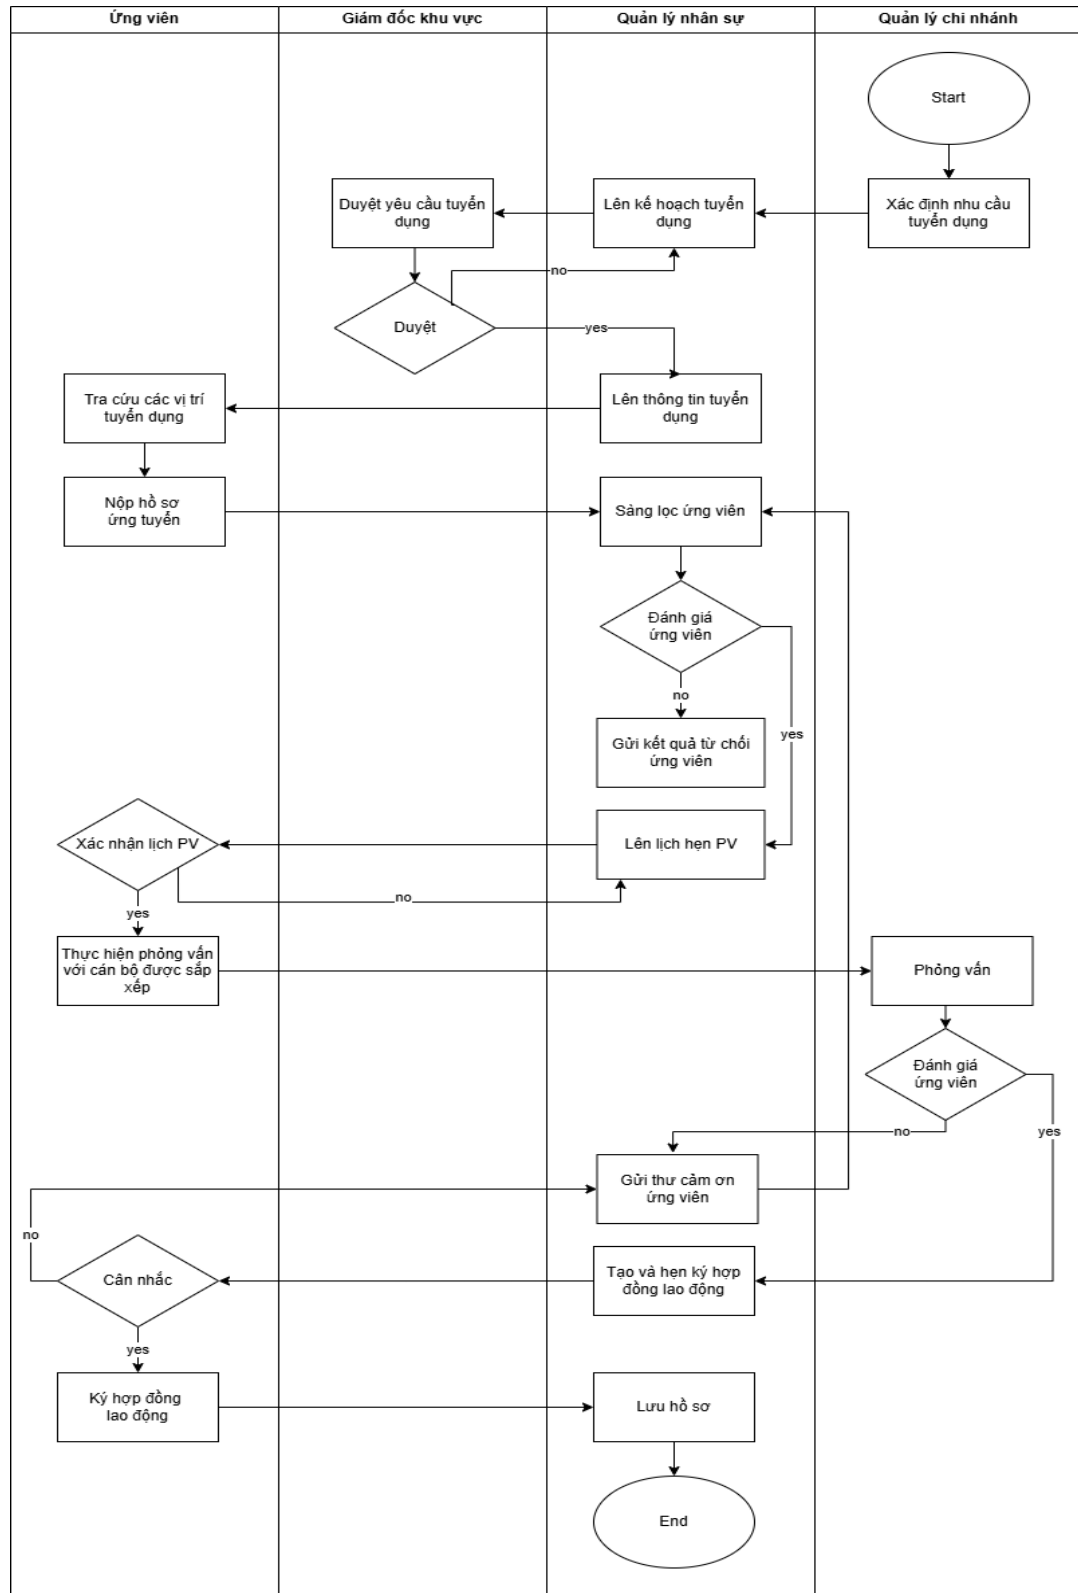 Ứng viên
Giám đốc khu vực
Quản lý nhân sự
Quản lý chi nhánh
Start
Duyệt yêu cầu tuyển
dụng
Lên kế hoạch tuyển
dụng
Xác định nhu cầu
tuyển dụng
no
Duyệt
yes
Tra cứu các vị trí
tuyển dụng
Lên thông tin tuyển
dụng
Nộp hồ sơ
ứng tuyển
Sàng lọc ứng viên
Đánh giá
ứng viên
no
yes
Gửi kết quả từ chối
ứng viên
Xác nhận lịch PV
Lên lịch hẹn PV
no
yes
Thực hiện phỏng vấn
với cán bộ được sắp
xếp
Phỏng vấn
Đánh giá
ứng viên
no
yes
Gửi thư cảm ơn
ứng viên
no
Cân nhắc
Tạo và hẹn ký hợp
đồng lao động
yes
Ký hợp đồng
lao động
Lưu hồ sơ
End